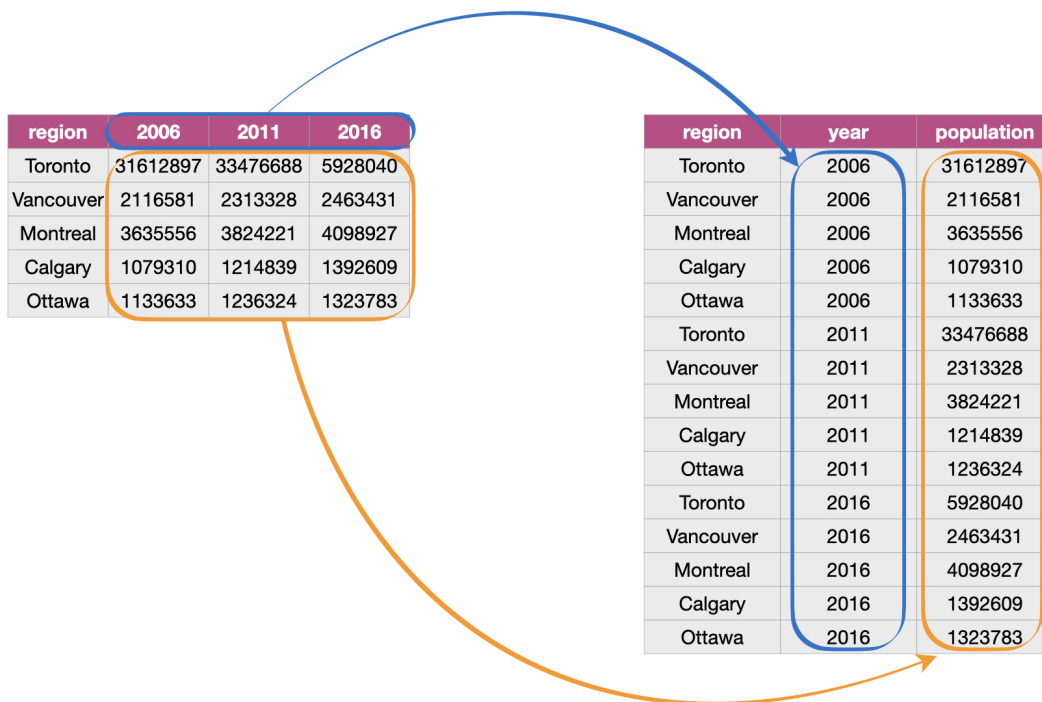 region 2006 2011 2016
Toronto 31612897 33476688 5928040
Vancouver 2116581 2313328 2463431
Montreal 3635556 3824221 4098927
Calgary 1079310 1214839 1392609
Ottawa 1133633 1236324 1323783
region year population
Toronto 2006 31612897
Vancouver 2006 2116581
Montreal 2006 3635556
Calgary 2006 1079310
Ottawa 2006 1133633
Toronto 2011 33476688
Vancouver 2011 2313328
Montreal 2011 3824221
Calgary 2011 1214839
Ottawa 2011 1236324
Toronto 2016 5928040
Vancouver 2016 2463431
Montreal 2016 4098927
Calgary 2016 1392609
Ottawa 2016 1323783